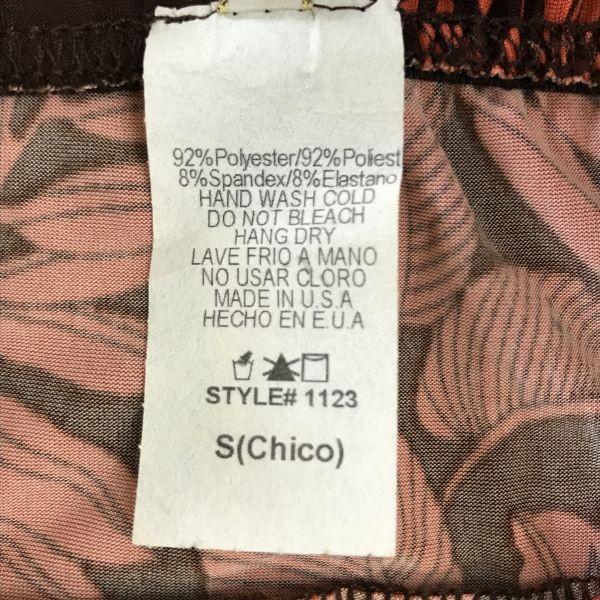 92%Polyester/92%Poliest
8%Spandex/8%Elastano
HAND WASH COLD
DO NOT BLEACH
HANG DRY
LAVE FRIO A MANO
NO USAR CLORO
MADE IN U.S.A
HECHO EN E.U.A
STYLE# 1123
S(Chico)